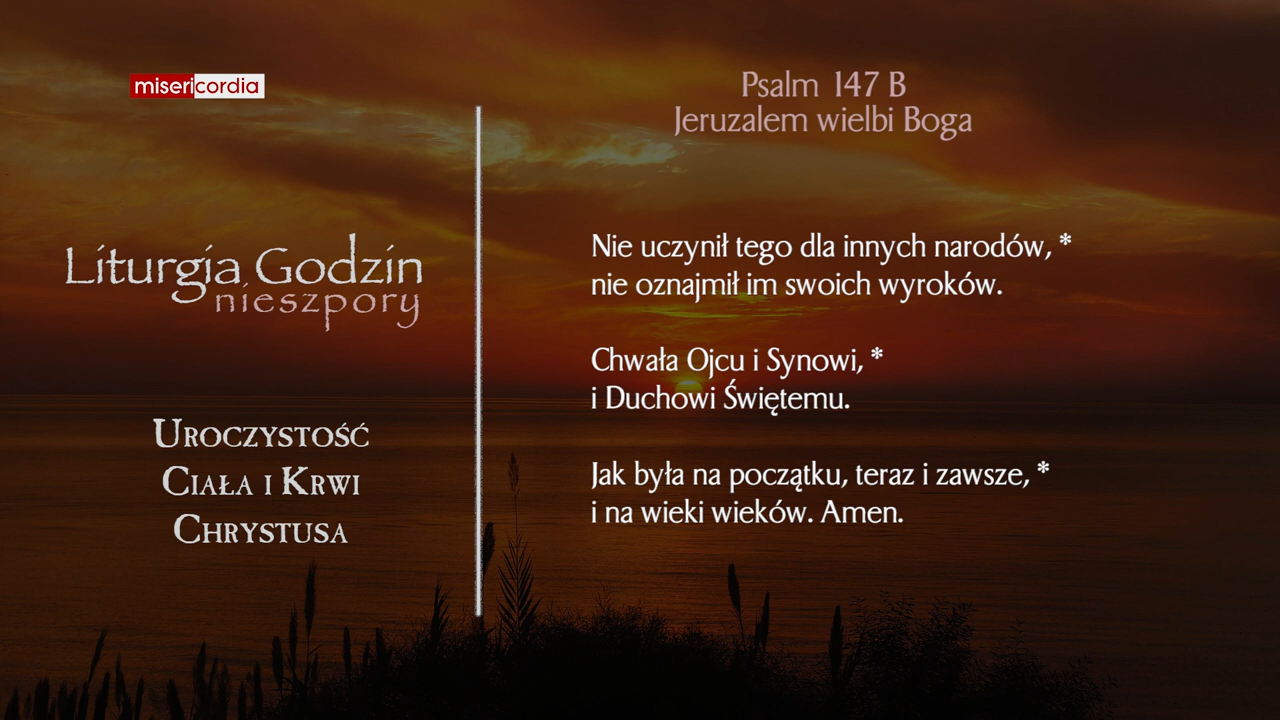 misericordia
Liturgia Godzin
nieszpory
Uroczystość
Ciała i Krwi
Chrystusa
Psalm 147 B
Jeruzalem wielbi Boga
Nie uczynił tego dla innych narodów, *
nie oznajmił im swoich wyroków.
Chwała Ojcu i Synowi, *
i Duchowi Świętemu.
Jak była na początku, teraz i zawsze, *
i na wieki wieków. Amen.